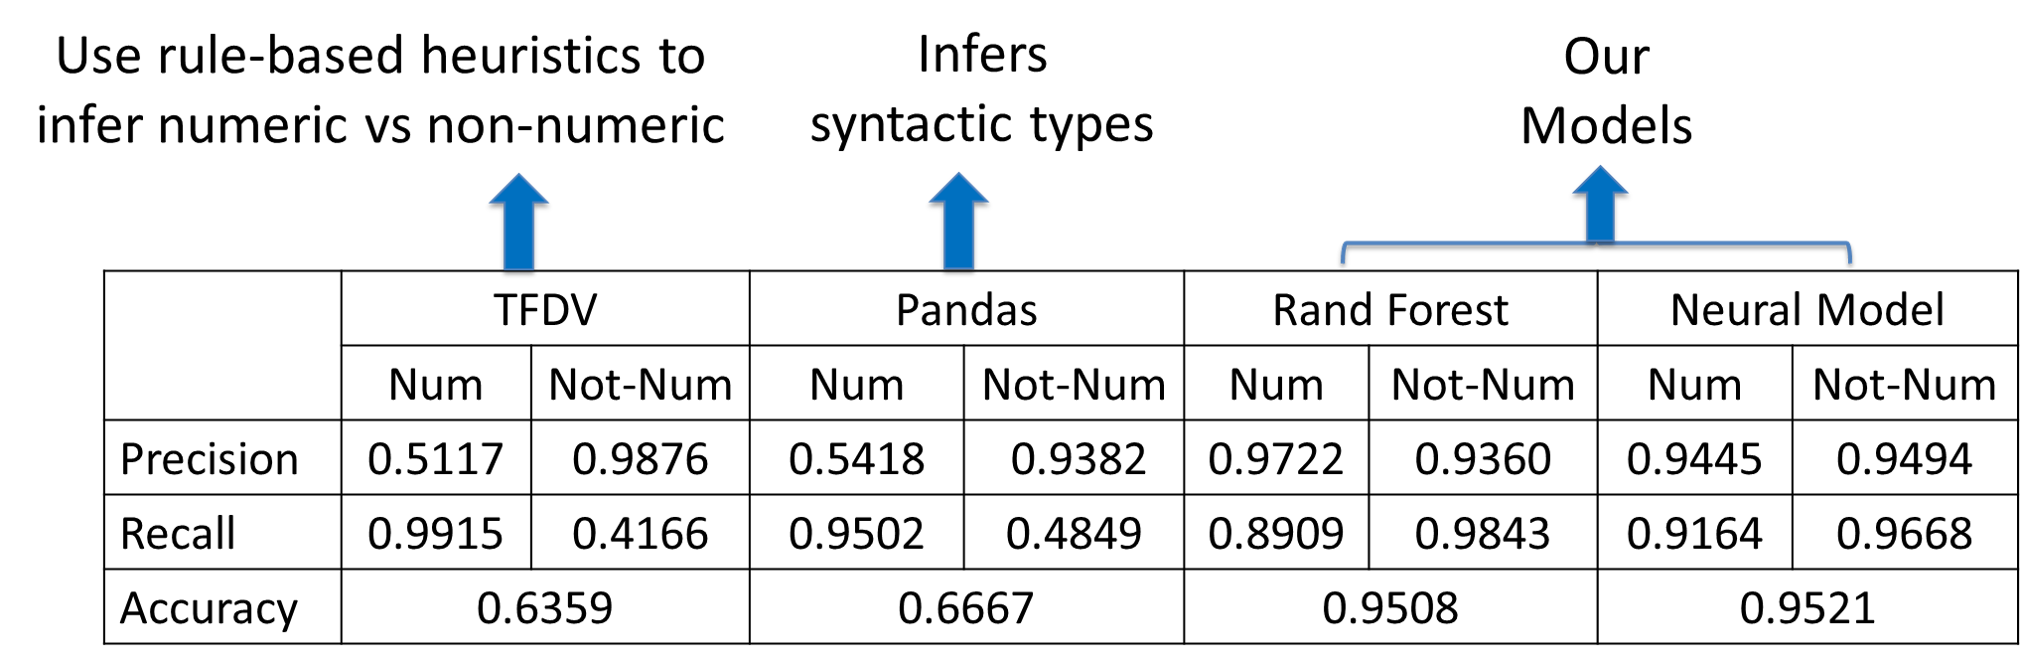 Use rule-based heuristics to
infer numeric vs non-numeric
Infers
syntactic types
Our
Models
TFDV Pandas Rand Forest Neural Model
Num Not-Num Num Not-Num Num Not-Num Num Not-Num
Precision 0.5117 0.9876 0.5418 0.9382 0.9722 0.9360 0.9445 0.9494
Recall 0.9915 0.4166 0.9502 0.4849 0.8909 0.9843 0.9164 0.9668
Accuracy 0.6359 0.6667 0.9508 0.9521